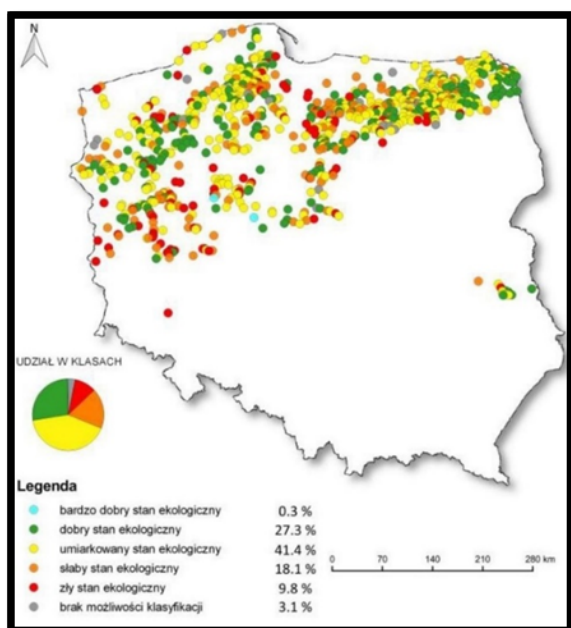 N
UDZIAŁ W KLASACH
Legenda
bardzo dobry stan ekologiczny 0.3 %
dobry stan ekologiczny 27.3 %
umiarkowany stan ekologiczny 41.4 %
słaby stan ekologiczny 18.1 %
zły stan ekologiczny 9.8 %
brak możliwości klasyfikacji 3.1 %
0 70 140 210 280 km